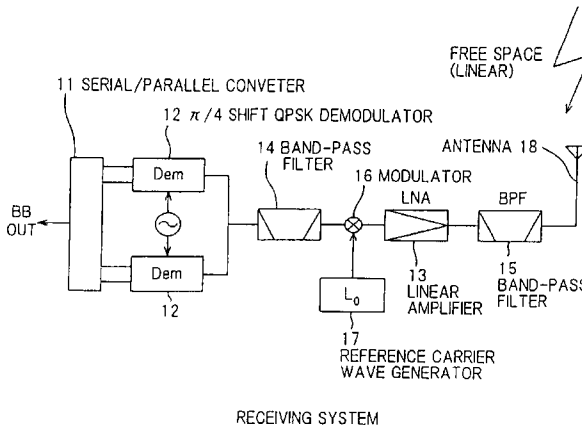 FREE SPACE
(LINEAR)
11 SERIAL/PARALLEL CONVETER
12 π/4 SHIFT QPSK DEMODULATOR
14 BAND-PASS
FILTER
ANTENNA 18
16 MODULATOR
Dem
LNA
BPF
BB
OUT
Dem
12
L0
13
LINEAR
AMPLIFIER
15
BAND-PASS
FILTER
17
REFERENCE CARRIER
WAVE GENERATOR
RECEIVING SYSTEM